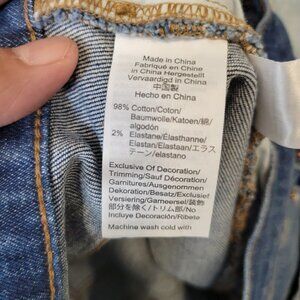 Made in China
Fabriqué en Chine
in China Hergestellt
Vervaardigd in China
中国製
Hecho en China
98% Cotton/Coton/
Baumwolle/Katoen/綿/
algodón
2% Elastane/Élasthanne/
Elastan/Elastaan/エラス
テーン/elastano
Exclusive Of Decoration/
Trimming/Sauf Décoration/
Garnitures/Ausgenommen
Dekoration/Besatz/Exclusief
Versiering/Garneersel/装飾
部分を除く/トリム部/No
Incluye Decoración/Ribete
Machine wash cold with